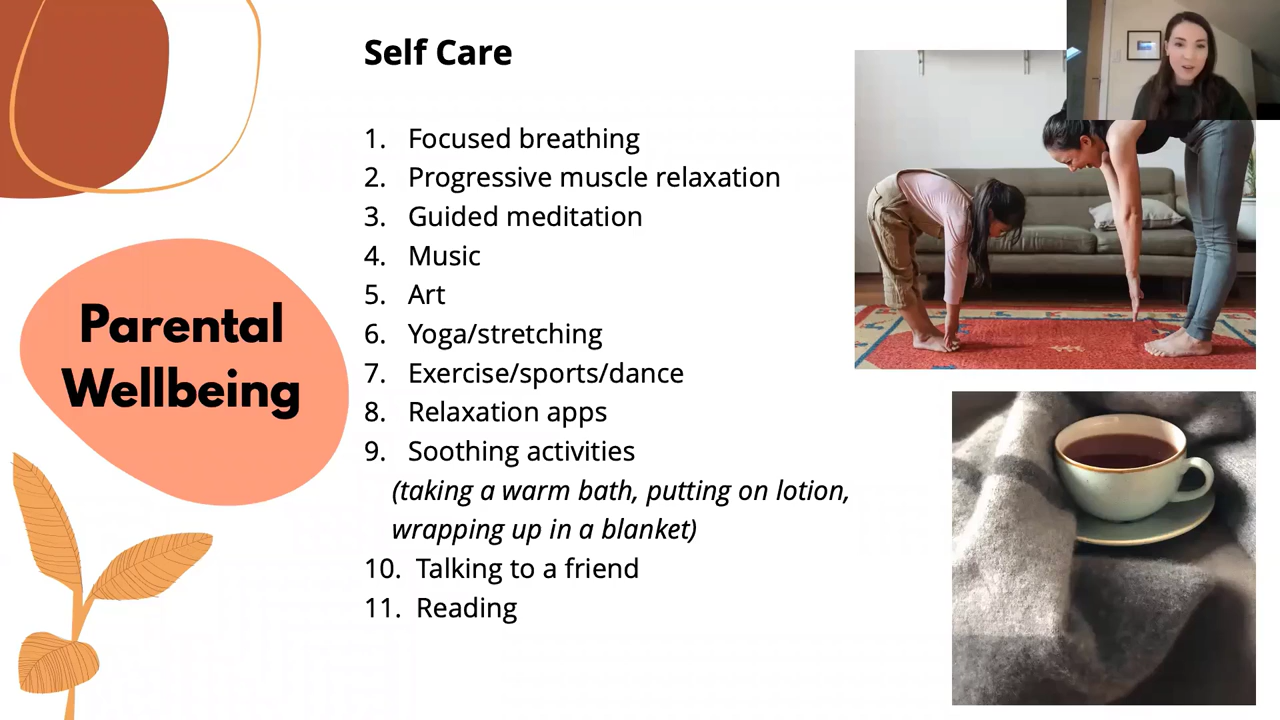 Self Care
Parental
Wellbeing
1. Focused breathing
2. Progressive muscle relaxation
3. Guided meditation
4. Music
5. Art
6. Yoga/stretching
7. Exercise/sports/dance
8. Relaxation apps
9. Soothing activities
(taking a warm bath, putting on lotion,
wrapping up in a blanket)
10. Talking to a friend
11. Reading